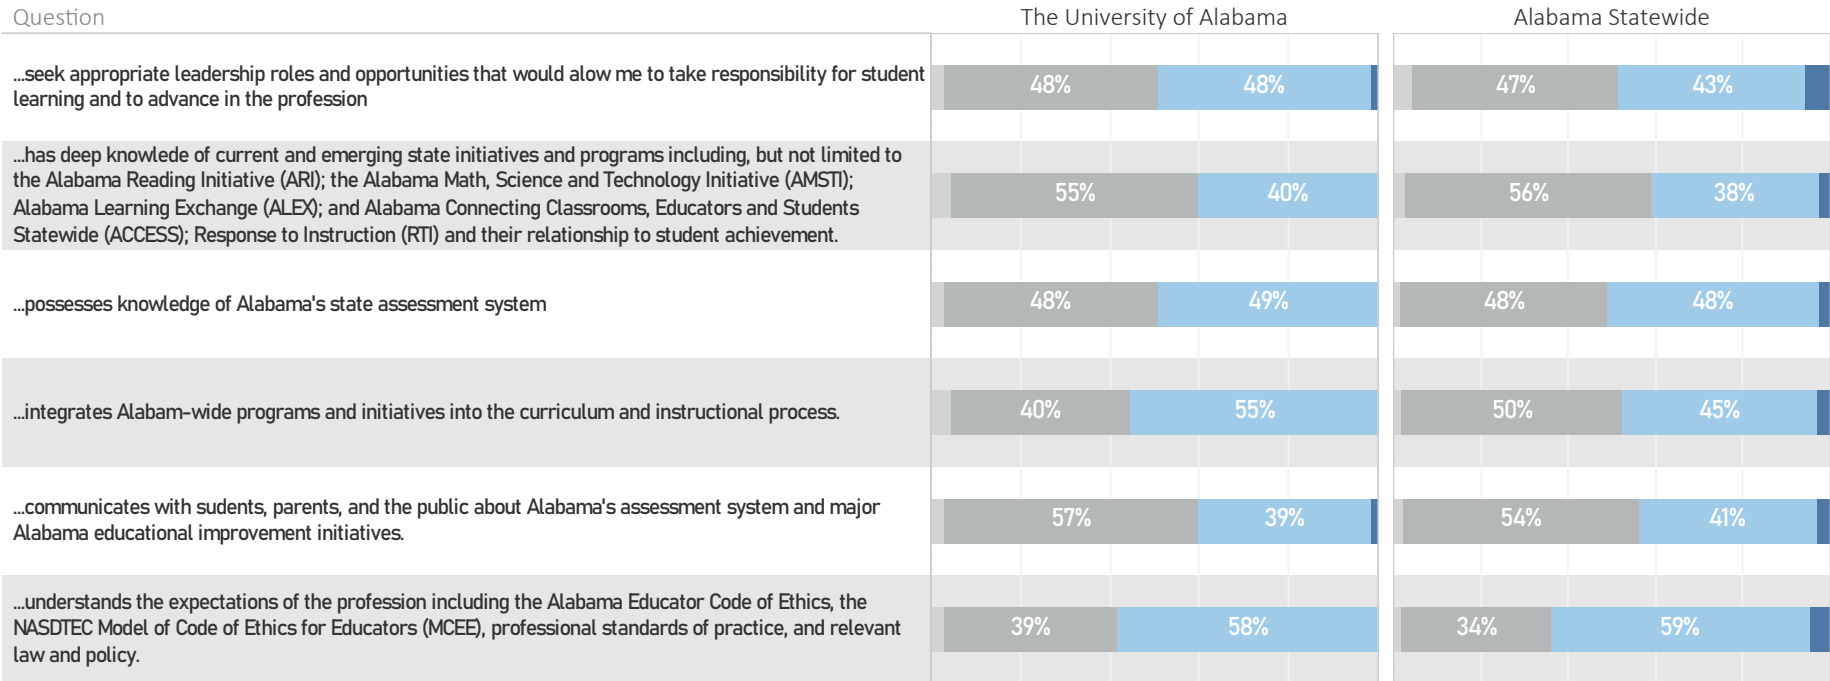 Question
The University of Alabama
Alabama Statewide
...seek appropriate leadership roles and opportunities that would alow me to take responsibility for student
learning and to advance in the profession
48%
48%
47%
43%
...has deep knowlede of current and emerging state initiatives and programs including, but not limited to
the Alabama Reading Initiative (ARI); the Alabama Math, Science and Technology Initiative (AMSTI);
Alabama Learning Exchange (ALEX); and Alabama Connecting Classrooms, Educators and Students
Statewide (ACCESS); Response to Instruction (RTI) and their relationship to student achievement.
55%
40%
56%
38%
...possesses knowledge of Alabama's state assessment system
48%
49%
48%
48%
...integrates Alabam-wide programs and initiatives into the curriculum and instructional process.
40%
55%
50%
45%
...communicates with sudents, parents, and the public about Alabama's assessment system and major
Alabama educational improvement initiatives.
57%
39%
54%
41%
...understands the expectations of the profession including the Alabama Educator Code of Ethics, the
NASDTEC Model of Code of Ethics for Educators (MCEE), professional standards of practice, and relevant
law and policy.
39%
58%
34%
59%